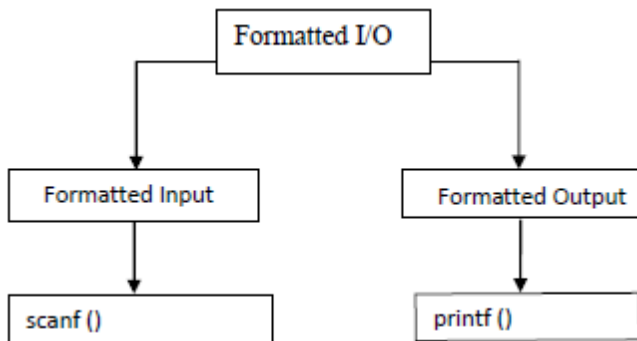 Formatted I/O
Formatted Input
Formatted Output
scanf ()
printf ()